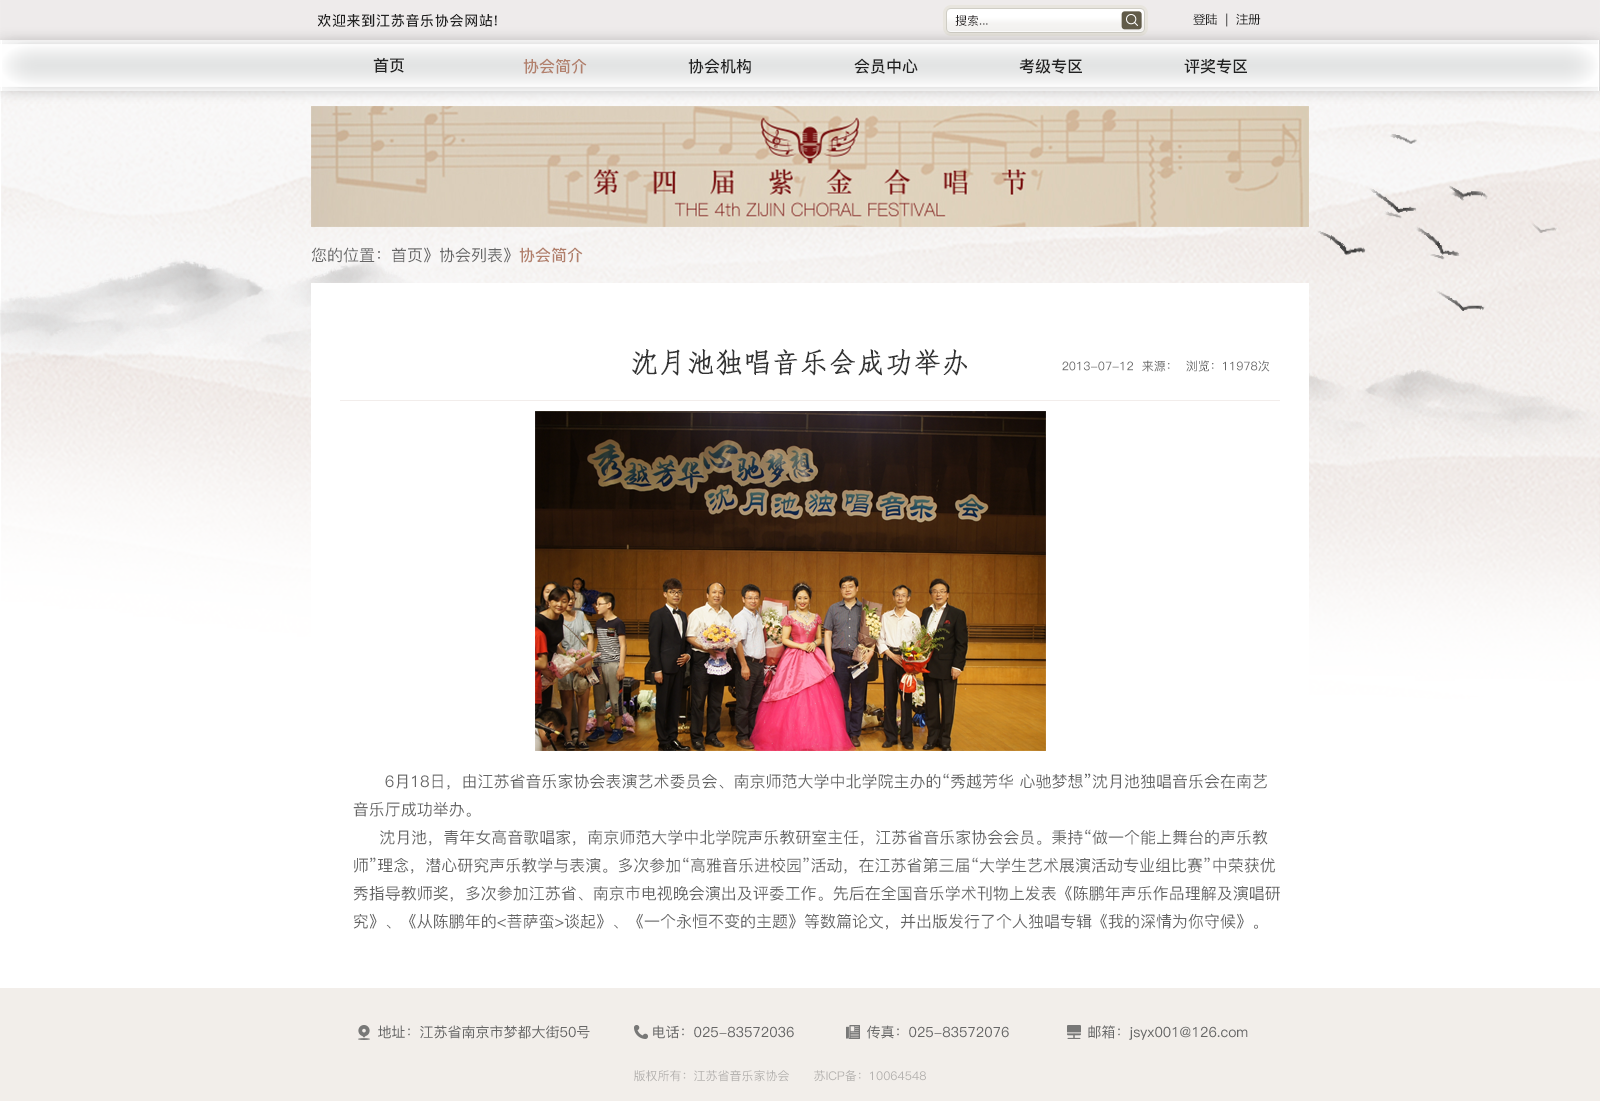 欢迎来到江苏音乐协会网站!
搜索...
登陆 | 注册
首页 协会简介 协会机构 会员中心 考级专区 评奖专区
第四届紫金合唱节
THE 4th ZIJIN CHORAL FESTIVAL
您的位置：首页》协会列表》协会简介
沈月池独唱音乐会成功举办
2013-07-12 来源： 浏览：11978次
秀越芳华 心驰梦想
沈月池独唱音乐会
6月18日，由江苏省音乐家协会表演艺术委员会、南京师范大学中北学院主办的“秀越芳华 心驰梦想”沈月池独唱音乐会在南艺
音乐厅成功举办。
沈月池，青年女高音歌唱家，南京师范大学中北学院声乐教研室主任，江苏省音乐家协会会员。秉持“做一个能上舞台的声乐教
师”理念，潜心研究声乐教学与表演。多次参加“高雅音乐进校园”活动，在江苏省第三届“大学生艺术展演活动专业组比赛”中荣获优
秀指导教师奖，多次参加江苏省、南京市电视晚会演出及评委工作。先后在全国音乐学术刊物上发表《陈鹏年声乐作品理解及演唱研
究》、《从陈鹏年的<菩萨蛮>谈起》、《一个永恒不变的主题》等数篇论文，并出版发行了个人独唱专辑《我的深情为你守候》。
地址：江苏省南京市梦都大街50号 电话：025-83572036 传真：025-83572076 邮箱：jsyx001@126.com
版权所有：江苏省音乐家协会 苏ICP备：10064548